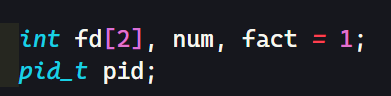 int fd[2], num, fact = 1;
pid_t pid;